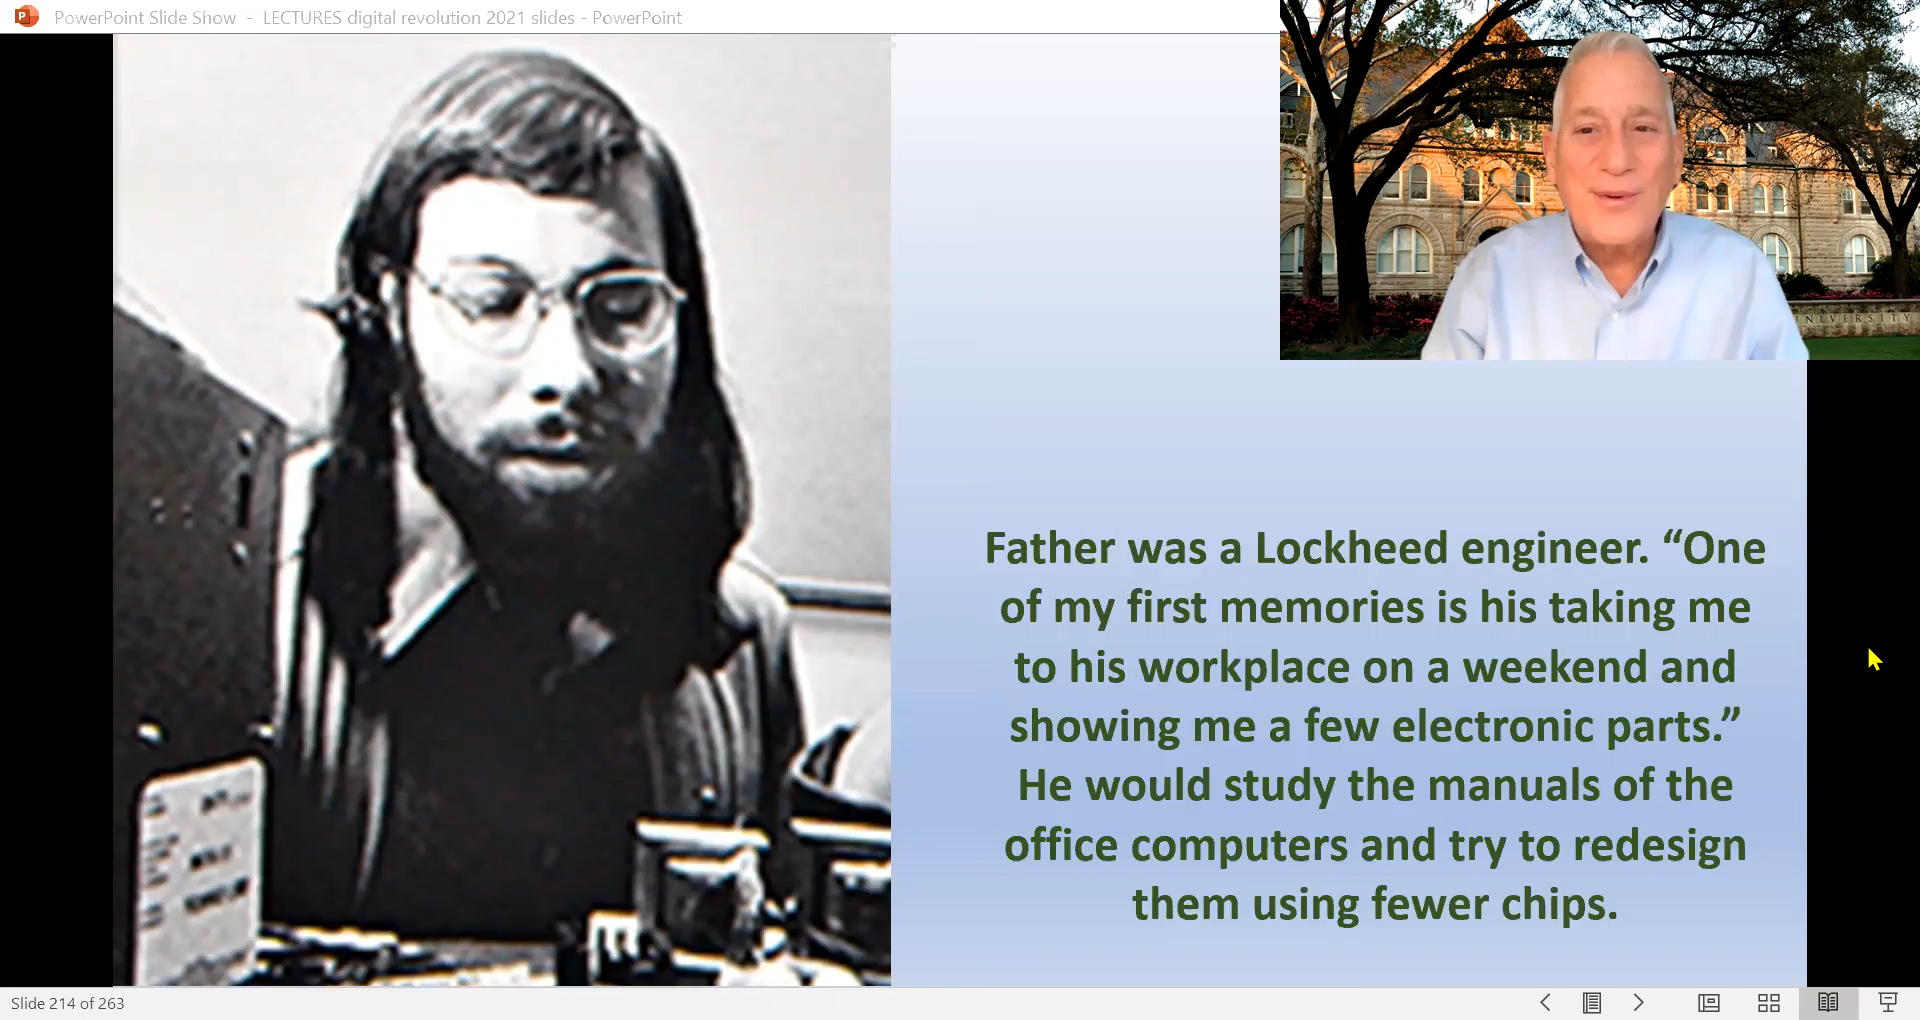 PowerPoint Slide Show - LECTURES digital revolution 2021 slides - PowerPoint
NIVERSITY
Father was a Lockheed engineer. “One
of my first memories is his taking me
to his workplace on a weekend and
showing me a few electronic parts.”
He would study the manuals of the
office computers and try to redesign
them using fewer chips.
Slide 214 of 263